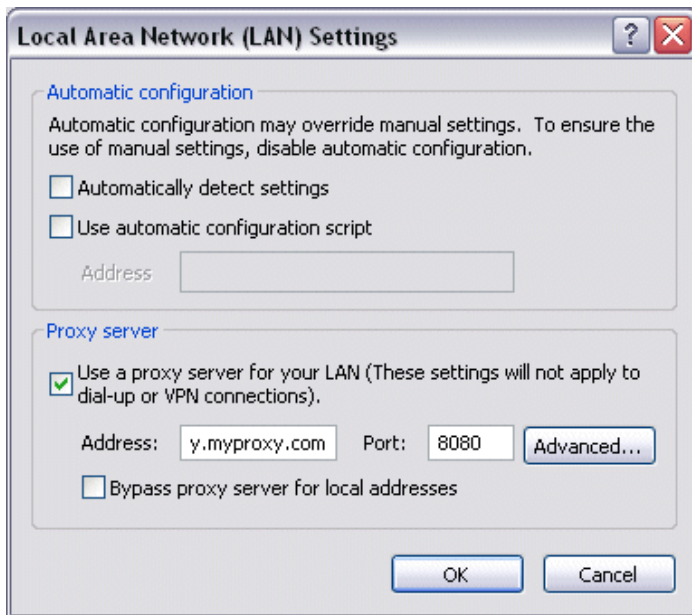 Local Area Network (LAN) Settings
?
Automatic configuration
Automatic configuration may override manual settings.  To ensure the
use of manual settings, disable automatic configuration.
Automatically detect settings
Use automatic configuration script
Address
Proxy server
Use a proxy server for your LAN (These settings will not apply to
dial-up or VPN connections).
Address: y.myproxy.com Port: 8080 Advanced...
Bypass proxy server for local addresses
OK Cancel